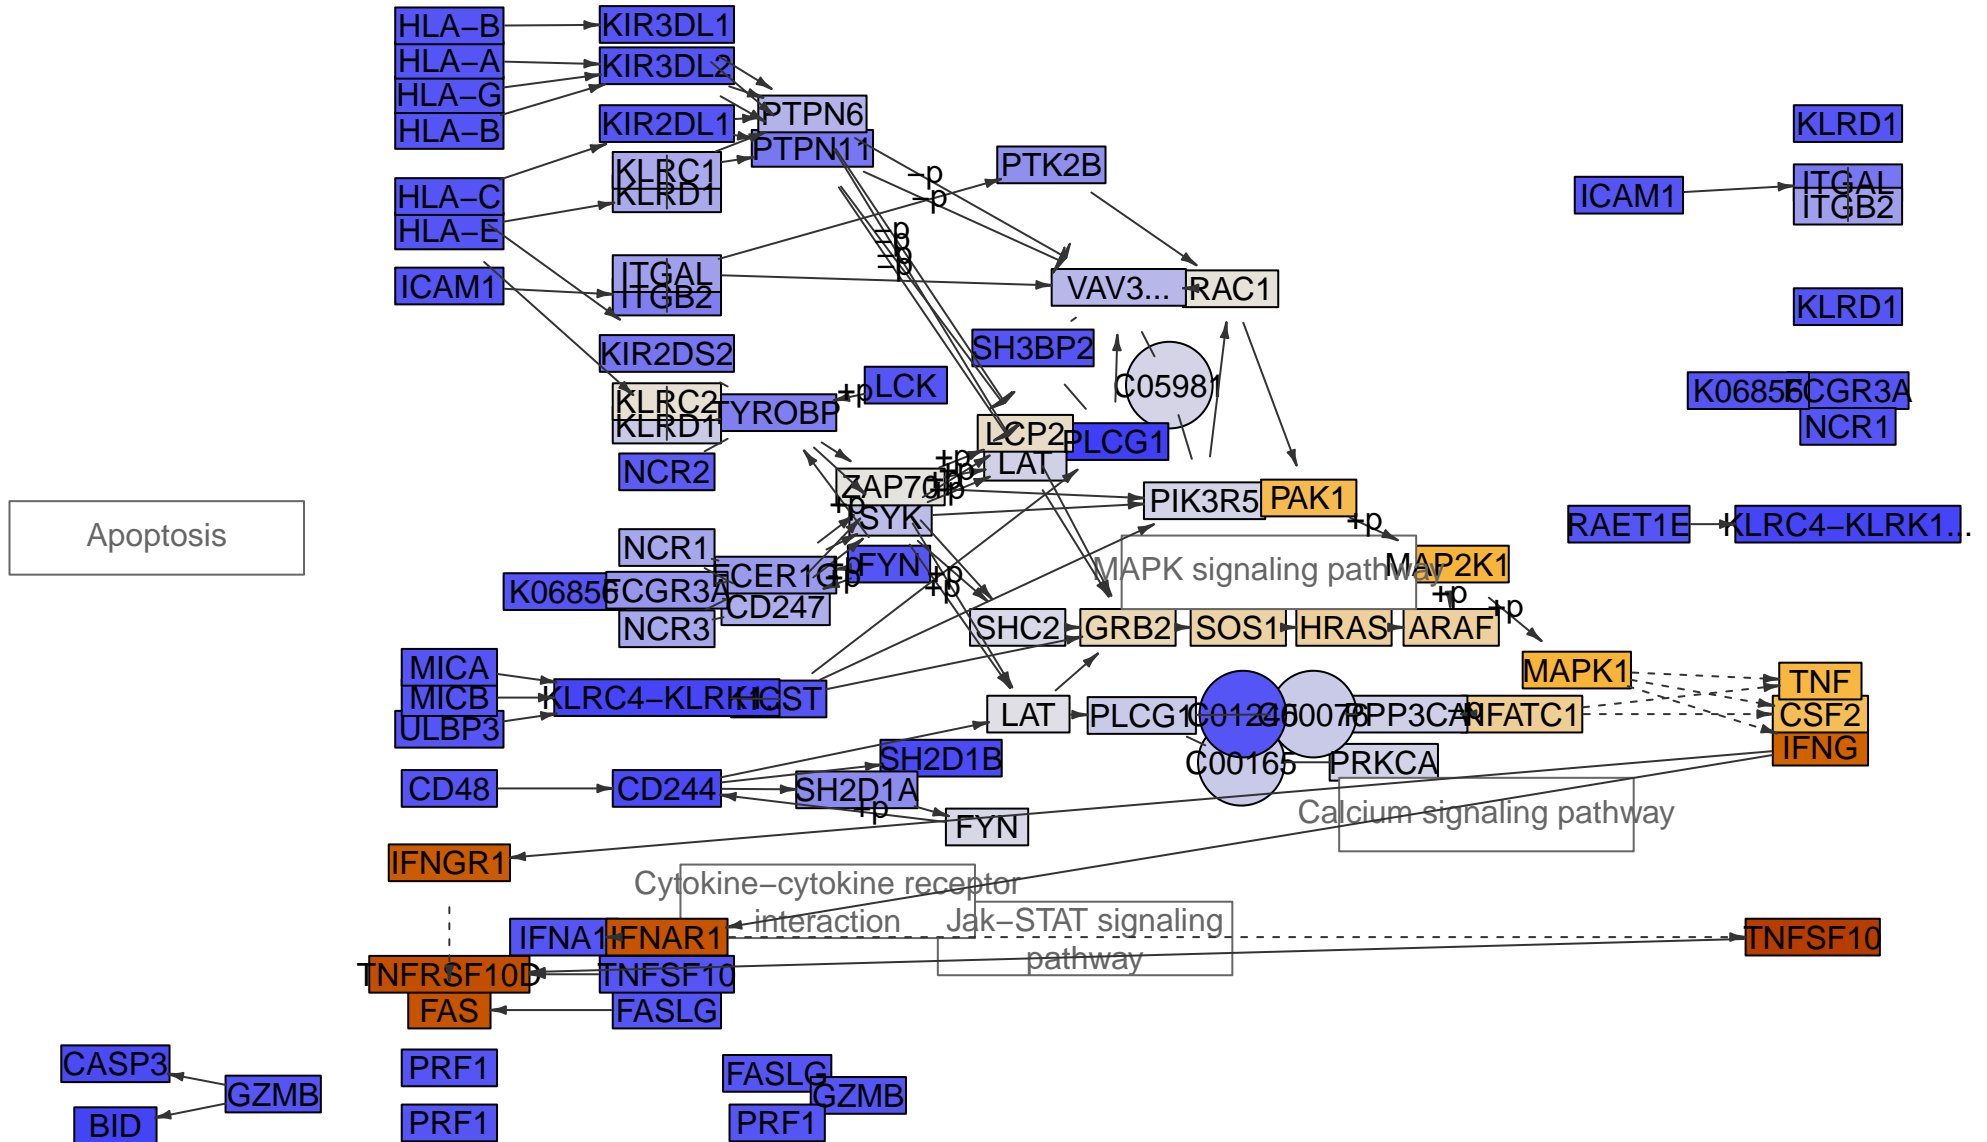 HLA−B
KIR3DL1
HLA−A
KIR3DL2
HLA−G
HLA−B
KIR2DL1
PTPN6
PTPN11
KLRC1
KLRD1
PTK2B
−p
−p
KLRD1
ICAM1
ITGAL
ITGB2
HLA−C
HLA−E
−p
−p
−p
−p
ICAM1
ITGAL
ITGB2
VAV3...
RAC1
KLRD1
KIR2DS2
SH3BP2
C05981
LCK
+p
KLRC2
KLRD1
TYROBP
K06856
FCGR3A
NCR1
NCR2
LCP2
LAT
PLCG1
+p
+p
+p
+p
ZAP70
SYK
+p
PIK3R5
PAK1
+p
RAET1E
KLRC4−KLRK1...
Apoptosis
NCR1
FCER1G
FYN
+p
+p
+p
+p
MAPK signaling pathway
MAP2K1
K06856
FCGR3A
CD247
NCR3
SHC2
GRB2
SOS1
HRAS
ARAF
+p
+p
MICA
MICB
ULBP3
KLRC4−KLRK1...
HCST
MAPK1
TNF
CSF2
IFNG
LAT
PLCG1
C01245
C00076
PPP3CA
−p
NFATC1
C00165
PRKCA
SH2D1B
CD48
CD244
SH2D1A
+p
FYN
Calcium signaling pathway
IFNGR1
Cytokine−cytokine receptor
interaction
Jak−STAT signaling
pathway
IFNA1
IFNAR1
TNFSF10
TNFRSF10D
TNFSF10
FAS
FASLG
CASP3
GZMB
BID
PRF1
PRF1
FASLG
GZMB
PRF1